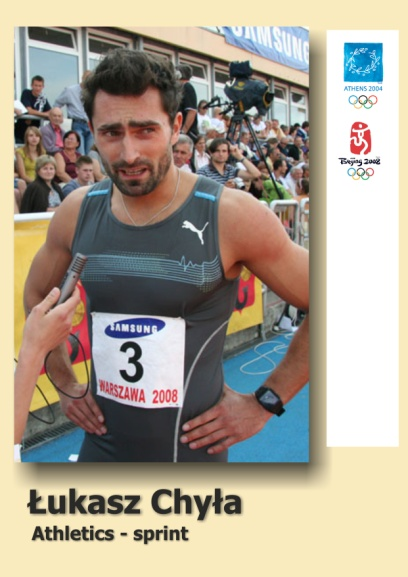 SAMSUNG
ATHENS 2004
Beijing 2008
SAMSUNG
3
WARSZAWA 2008
Łukasz Chyła
Athletics - sprint